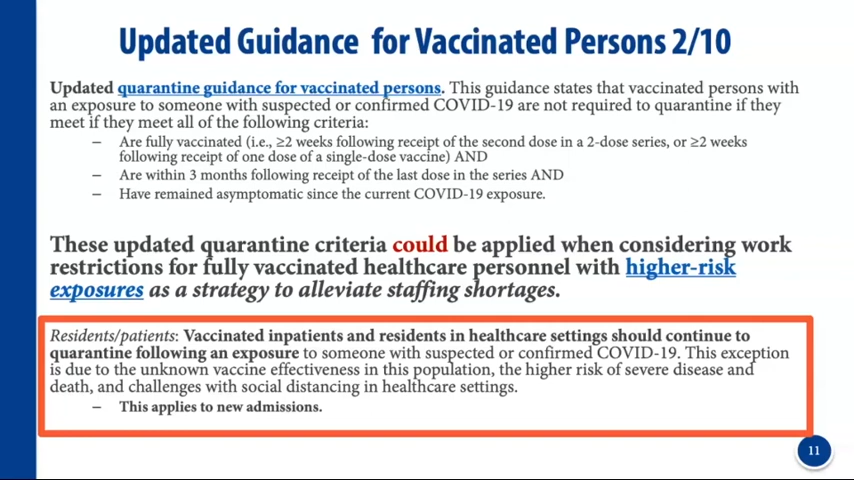 Updated Guidance for Vaccinated Persons 2/10
Updated quarantine guidance for vaccinated persons. This guidance states that vaccinated persons with
an exposure to someone with suspected or confirmed COVID-19 are not required to quarantine if they
meet if they meet all of the following criteria:
– Are fully vaccinated (i.e., ≥2 weeks following receipt of the second dose in a 2-dose series, or ≥2 weeks
following receipt of one dose of a single-dose vaccine) AND
– Are within 3 months following receipt of the last dose in the series AND
– Have remained asymptomatic since the current COVID-19 exposure.
These updated quarantine criteria could be applied when considering work
restrictions for fully vaccinated healthcare personnel with higher-risk
exposures as a strategy to alleviate staffing shortages.
Residents/patients: Vaccinated inpatients and residents in healthcare settings should continue to
quarantine following an exposure to someone with suspected or confirmed COVID-19. This exception
is due to the unknown vaccine effectiveness in this population, the higher risk of severe disease and
death, and challenges with social distancing in healthcare settings.
– This applies to new admissions.
11